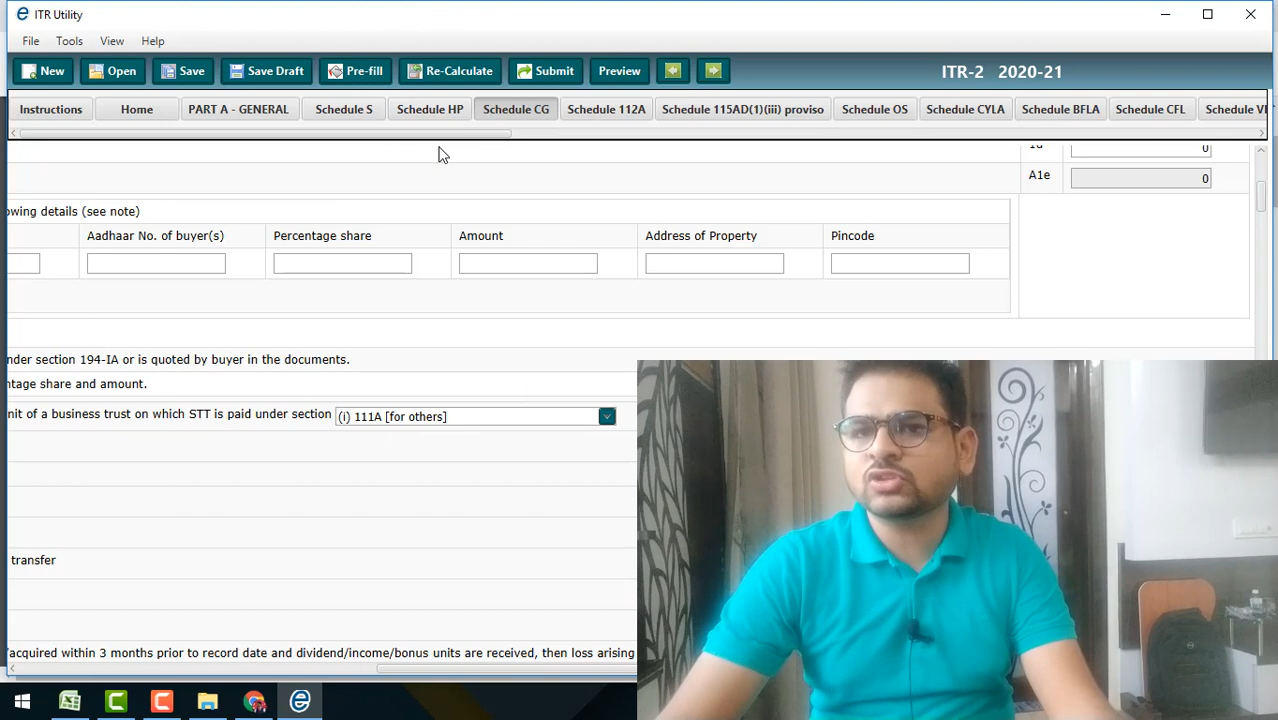 ITR Utility
File Tools View Help
New Open Save Save Draft Pre-fill Re-Calculate Submit Preview ITR-2 2020-21
Instructions Home PART A - GENERAL Schedule S Schedule HP Schedule CG Schedule 112A Schedule 115AD(1)(iii) proviso Schedule OS Schedule CYLA Schedule BFLA Schedule CFL Schedule
0
A1e 0
owing details (see note)
Aadhaar No. of buyer(s) Percentage share Amount Address of Property Pincode
nder section 194-IA or is quoted by buyer in the documents.
ntage share and amount.
nit of a business trust on which STT is paid under section (i) 111A [for others]
transfer
/acquired within 3 months prior to record date and dividend/income/bonus units are received, then loss arising